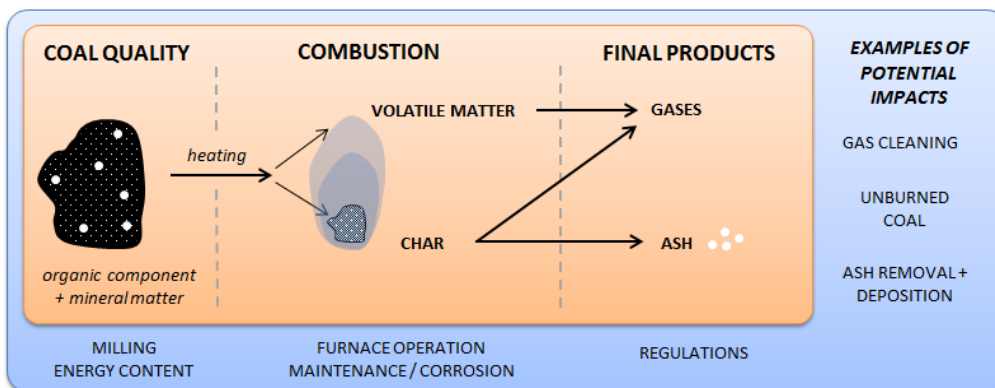 COAL QUALITY
COMBUSTION
FINAL PRODUCTS
EXAMPLES OF
POTENTIAL
IMPACTS
VOLATILE MATTER
GASES
GAS CLEANING
heating
UNBURNED
COAL
CHAR
ASH
organic component
+ mineral matter
ASH REMOVAL +
DEPOSITION
MILLING
ENERGY CONTENT
FURNACE OPERATION
MAINTENANCE / CORROSION
REGULATIONS